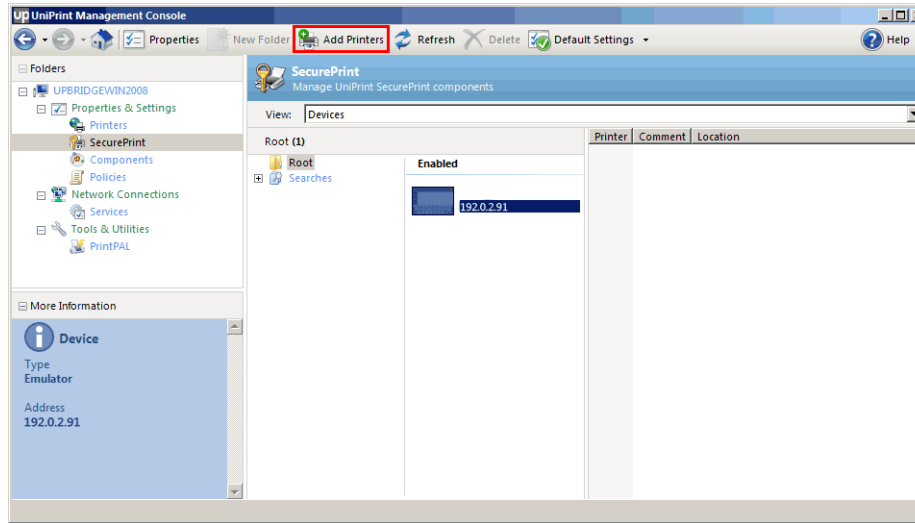 UP UniPrint Management Console
Properties New Folder Add Printers Refresh Delete Default Settings Help
Folders
UPBRIDGEWIN2008
Properties & Settings
Printers
SecurePrint
Components
Policies
Network Connections
Services
Tools & Utilities
PrintPAL
More Information
Device
Type
Emulator
Address
192.0.2.91
SecurePrint
Manage UniPrint SecurePrint components
View: Devices
Root (1)
Root
Searches
Enabled
192.0.2.91
Printer Comment Location